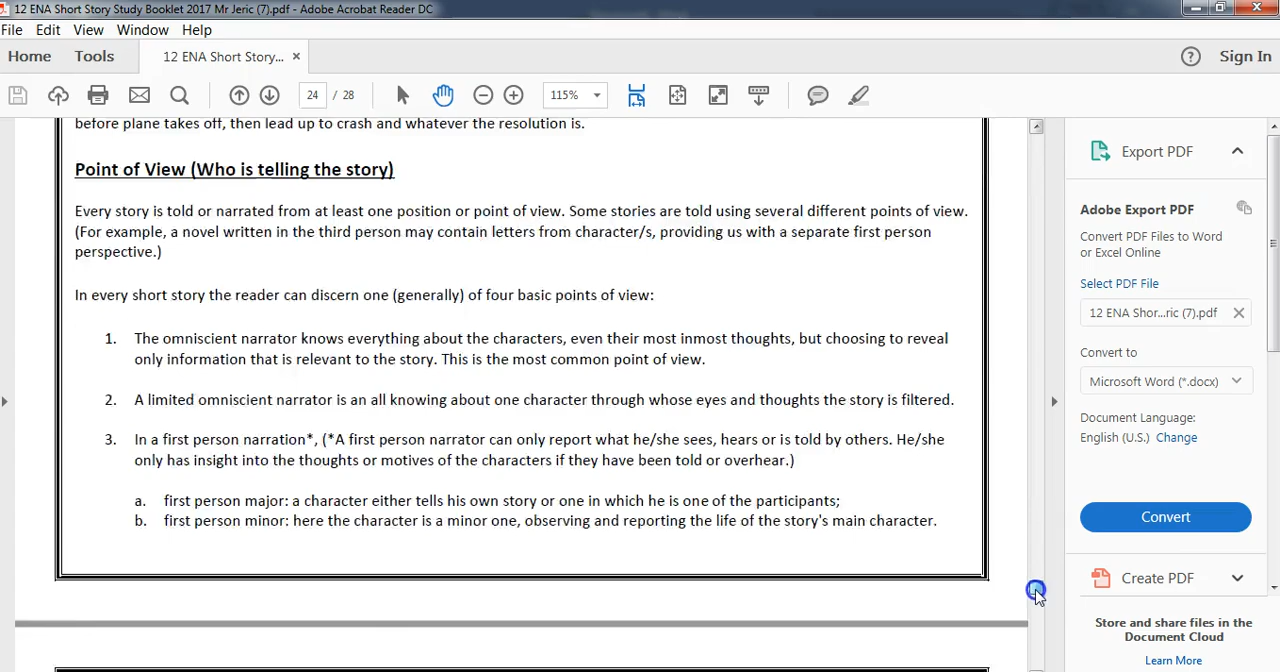 12 ENA Short Story Study Booklet 2017 Mr Jeric (7).pdf - Adobe Acrobat Reader DC
File Edit View Window Help
Home Tools 12 ENA Short Story... × ? Sign In
24 / 28 115%
before plane takes off, then lead up to crash and whatever the resolution is.
Point of View (Who is telling the story)
Every story is told or narrated from at least one position or point of view. Some stories are told using several different points of view.
(For example, a novel written in the third person may contain letters from character/s, providing us with a separate first person
perspective.)
In every short story the reader can discern one (generally) of four basic points of view:
1. The omniscient narrator knows everything about the characters, even their most inmost thoughts, but choosing to reveal
only information that is relevant to the story. This is the most common point of view.
2. A limited omniscient narrator is an all knowing about one character through whose eyes and thoughts the story is filtered.
3. In a first person narration*, (*A first person narrator can only report what he/she sees, hears or is told by others. He/she
only has insight into the thoughts or motives of the characters if they have been told or overhear.)
a. first person major: a character either tells his own story or one in which he is one of the participants;
b. first person minor: here the character is a minor one, observing and reporting the life of the story's main character.
Export PDF
Adobe Export PDF
Convert PDF Files to Word
or Excel Online
Select PDF File
12 ENA Shor...ric (7).pdf
Convert to
Microsoft Word (*.docx)
Document Language:
English (U.S.) Change
Convert
Create PDF
Store and share files in the
Document Cloud
Learn More